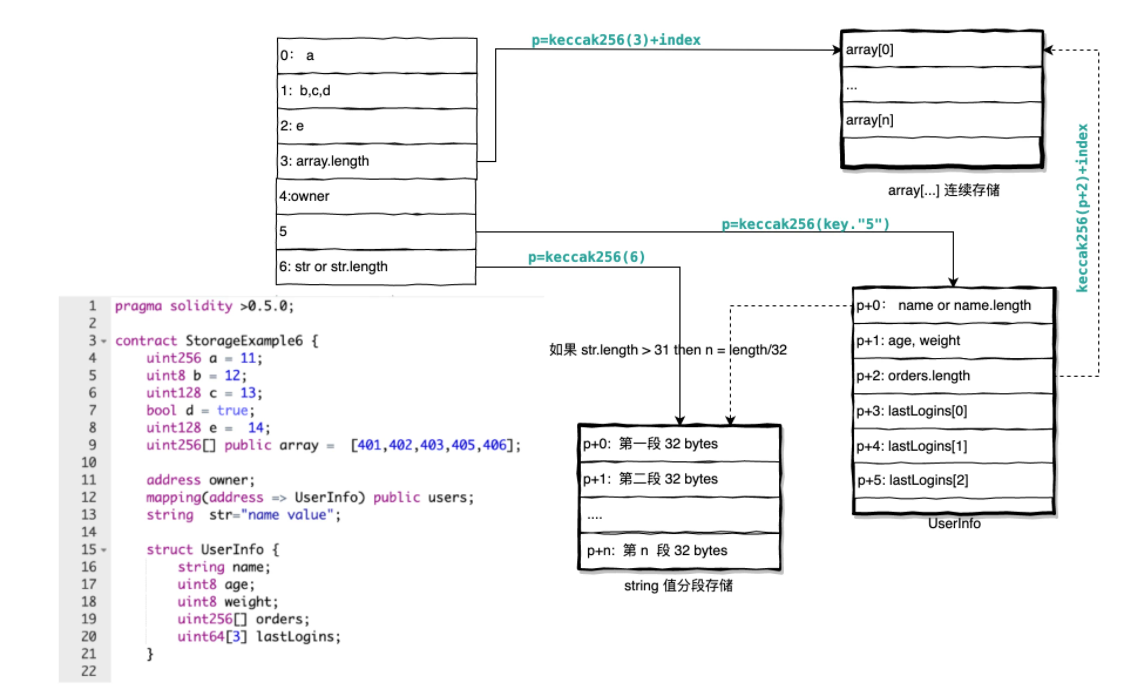 p=keccak256(3)+index
0: a
1: b,c,d
2: e
3: array.length
4:owner
5
6: str or str.length
array[0]
...
array[n]
array[...] 连续存储
keccak256(p+2)+index
p=keccak256(key."5")
p=keccak256(6)
如果 str.length > 31 then n = length/32
p+0: name or name.length
p+1: age, weight
p+2: orders.length
p+3: lastLogins[0]
p+4: lastLogins[1]
p+5: lastLogins[2]
UserInfo
p+0: 第一段 32 bytes
p+1: 第二段 32 bytes
....
p+n: 第 n 段 32 bytes
string 值分段存储
1 pragma solidity >0.5.0;
2
3 contract StorageExample6 {
4 uint256 a = 11;
5 uint8 b = 12;
6 uint128 c = 13;
7 bool d = true;
8 uint128 e = 14;
9 uint256[] public array = [401,402,403,405,406];
10
11 address owner;
12 mapping(address => UserInfo) public users;
13 string str="name value";
14
15 struct UserInfo {
16 string name;
17 uint8 age;
18 uint8 weight;
19 uint256[] orders;
20 uint64[3] lastLogins;
21 }
22